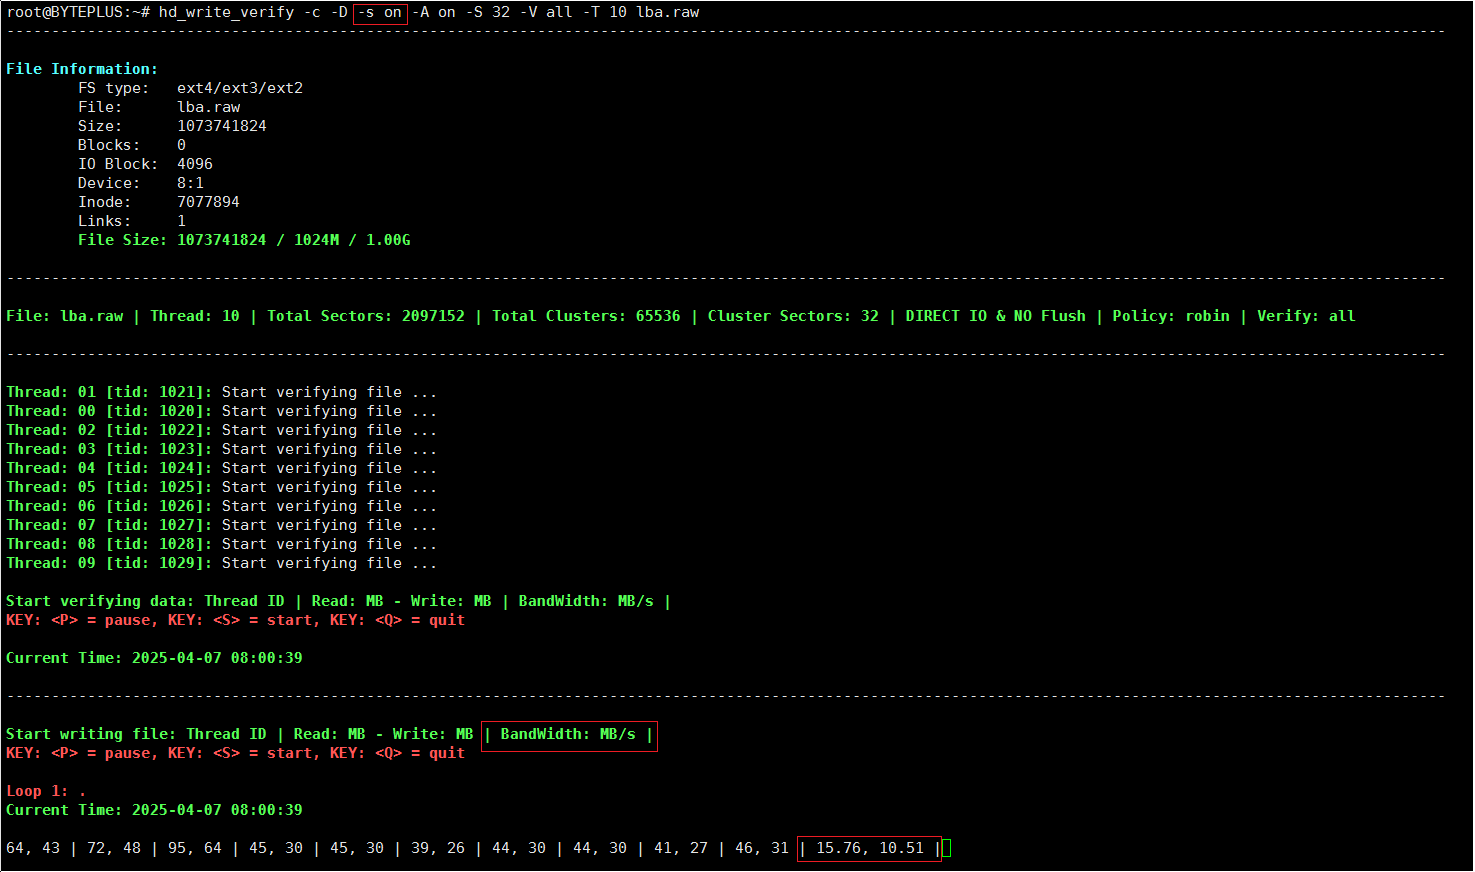 root@BYTEPLUS:~# hd_write_verify -c -D -s on -A on -S 32 -V all -T 10 lba.raw
----------------------------------------------------------------------------------------------------------------------------------------------------------------
File Information:
FS type: ext4/ext3/ext2
File: lba.raw
Size: 1073741824
Blocks: 0
IO Block: 4096
Device: 8:1
Inode: 7077894
Links: 1
File Size: 1073741824 / 1024M / 1.00G
----------------------------------------------------------------------------------------------------------------------------------------------------------------
File: lba.raw | Thread: 10 | Total Sectors: 2097152 | Total Clusters: 65536 | Cluster Sectors: 32 | DIRECT IO & NO Flush | Policy: robin | Verify: all
----------------------------------------------------------------------------------------------------------------------------------------------------------------
Thread: 01 [tid: 1021]: Start verifying file ...
Thread: 00 [tid: 1020]: Start verifying file ...
Thread: 02 [tid: 1022]: Start verifying file ...
Thread: 03 [tid: 1023]: Start verifying file ...
Thread: 04 [tid: 1024]: Start verifying file ...
Thread: 05 [tid: 1025]: Start verifying file ...
Thread: 06 [tid: 1026]: Start verifying file ...
Thread: 07 [tid: 1027]: Start verifying file ...
Thread: 08 [tid: 1028]: Start verifying file ...
Thread: 09 [tid: 1029]: Start verifying file ...
Start verifying data: Thread ID | Read: MB - Write: MB | BandWidth: MB/s |
KEY: <P> = pause, KEY: <S> = start, KEY: <Q> = quit
Current Time: 2025-04-07 08:00:39
----------------------------------------------------------------------------------------------------------------------------------------------------------------
Start writing file: Thread ID | Read: MB - Write: MB | BandWidth: MB/s |
KEY: <P> = pause, KEY: <S> = start, KEY: <Q> = quit
Loop 1: .
Current Time: 2025-04-07 08:00:39
64, 43 | 72, 48 | 95, 64 | 45, 30 | 45, 30 | 39, 26 | 44, 30 | 44, 30 | 41, 27 | 46, 31 | 15.76, 10.51 |